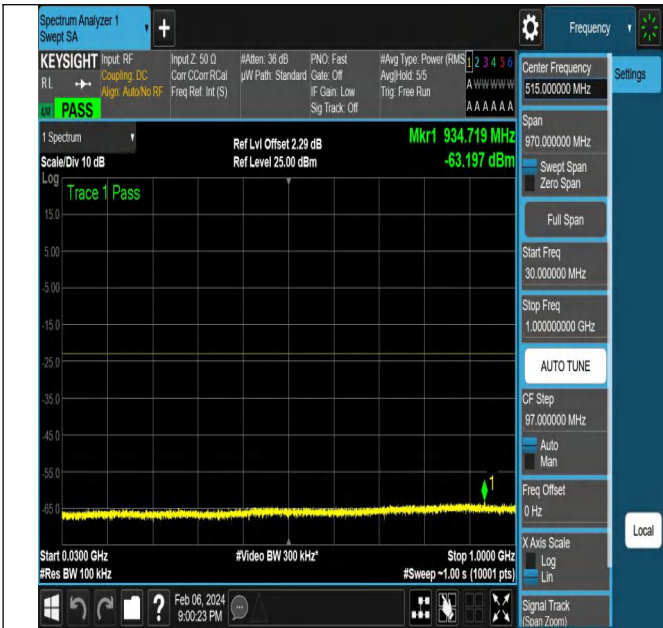 Spectrum Analyzer 1
Swept SA
+
Frequency
KEYSIGHT
RL
PASS
Input: RF
Coupling: DC
Align: Auto/No RF
Input Z: 50 Ω
Corr CCorr RCal
Freq Ref: Int (S)
#Atten: 36 dB
µW Path: Standard
PNO: Fast
Gate: Off
IF Gain: Low
Sig Track: Off
#Avg Type: Power (RMS
Avg|Hold: 5/5
Trig: Free Run
1 2 3 4 5 6
A W W W W W
A A A A A A
Settings
1 Spectrum
Scale/Div 10 dB
Ref Lvl Offset 2.29 dB
Ref Level 25.00 dBm
Mkr1 934.719 MHz
-63.197 dBm
Log
Trace 1 Pass
15.0
5.00
-5.00
-15.0
-25.0
-35.0
-45.0
-55.0
-65.0
1
Start 0.0300 GHz
#Res BW 100 kHz
#Video BW 300 kHz*
Stop 1.0000 GHz
#Sweep ~1.00 s (10001 pts)
Center Frequency
515.000000 MHz
Span
970.000000 MHz
Swept Span
Zero Span
Full Span
Start Freq
30.000000 MHz
Stop Freq
1.000000000 GHz
AUTO TUNE
CF Step
97.000000 MHz
Auto
Man
Freq Offset
0 Hz
X Axis Scale
Log
Lin
Signal Track
(Span Zoom)
Local
?
Feb 06, 2024
9:00:23 PM